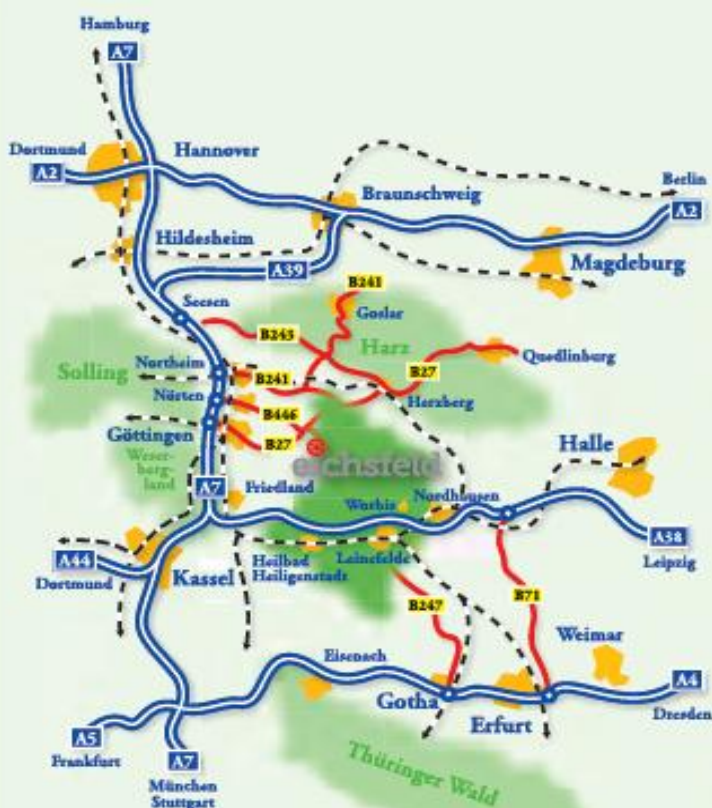 Hamburg
A7
Dortmund
A2
Hannover
Berlin
A2
Braunschweig
Hildesheim
Magdeburg
A39
B241
Seesen
Goslar
B243
Harz
Quedlinburg
Northeim
Solling
B241
B27
Nörten
Herzberg
B446
Göttingen
B27
Halle
eichsfeld
Weser-
berg-
land
A7
Friedland
Worbis
Nordhausen
A38
Leipzig
A44
Dortmund
Kassel
Heilbad
Heiligenstadt
Leinefelde
B247
B71
Weimar
Eisenach
A4
Dresden
Gotha
Erfurt
A5
Frankfurt
A7
München
Stuttgart
Thüringer Wald